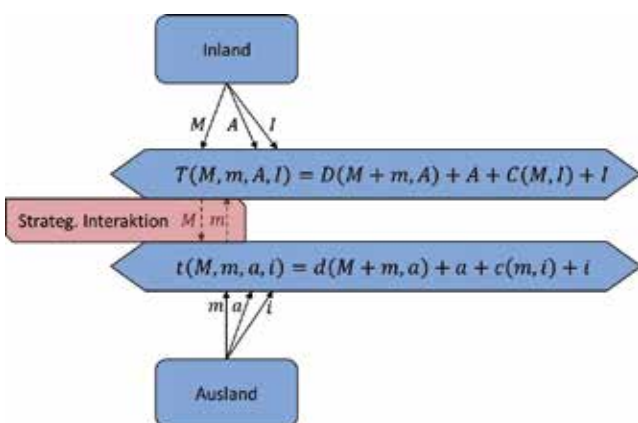 Inland
M A I
T(M, m, A, I) = D(M + m, A) + A + C(M, I) + I
Strateg. Interaktion M m
t(M, m, a, i) = d(M + m, a) + a + c(m, i) + i
m a i
Ausland